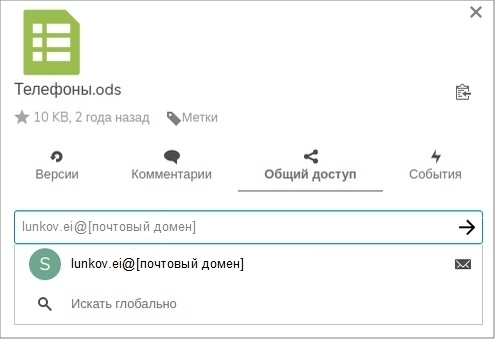 Телефоны.ods
10 KB, 2 года назад Метки
Версии Комментарии Общий доступ События
lunkov.ei@[почтовый домен]
S lunkov.ei@[почтовый домен]
Искать глобально